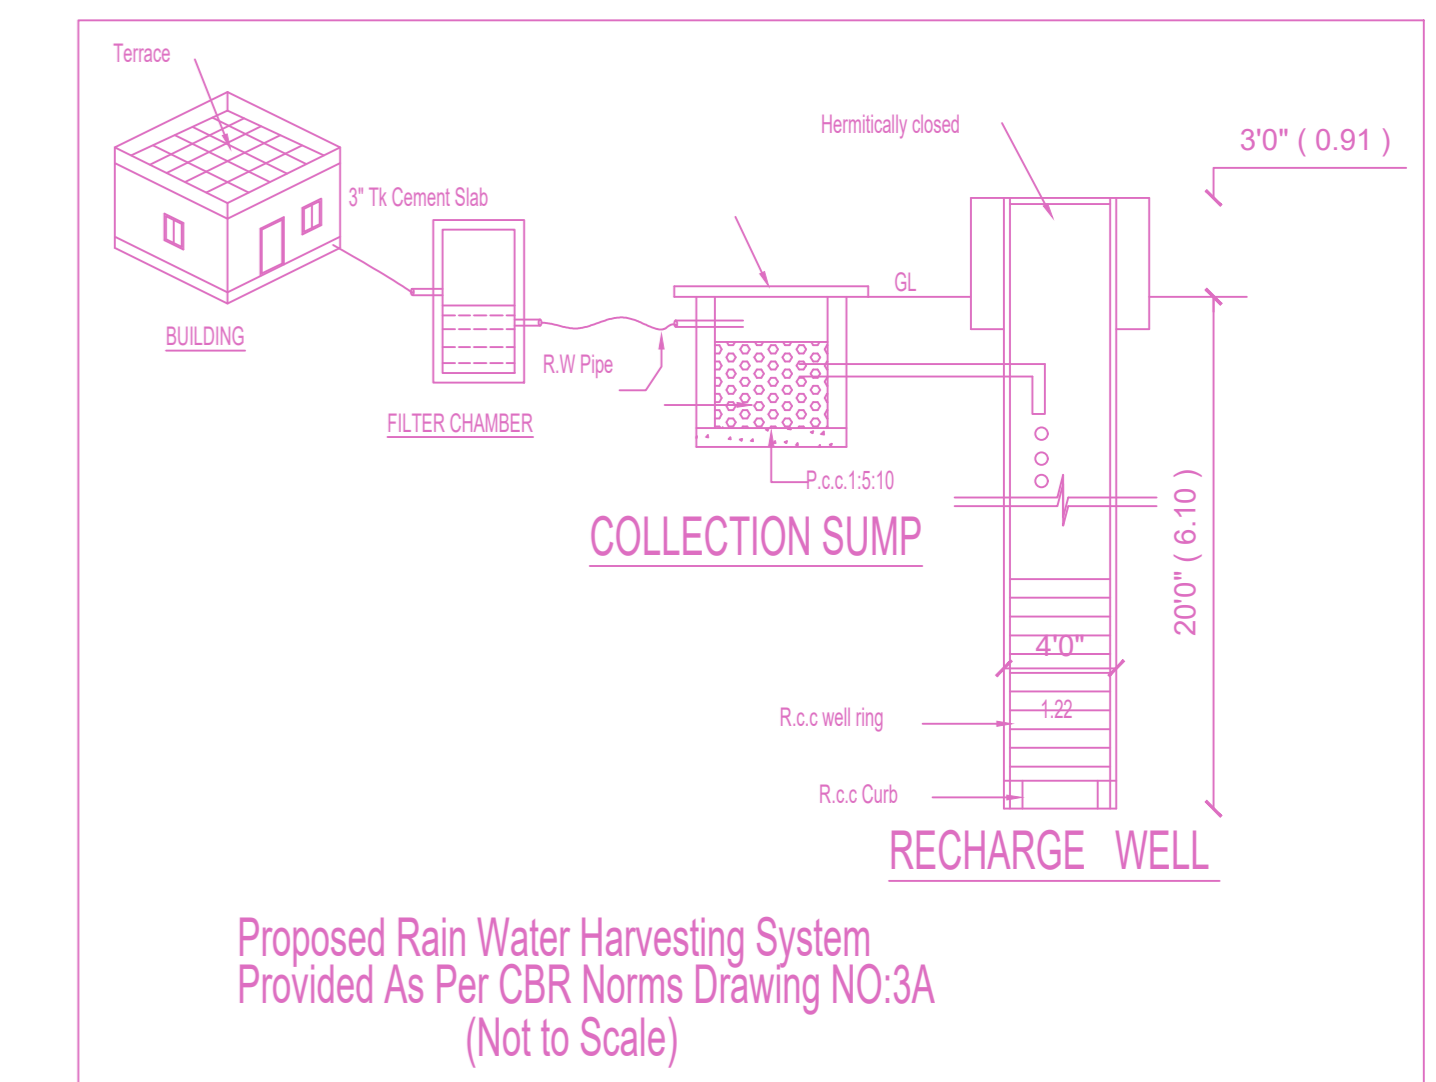 Terrace
Hermitically closed
3'0" ( 0.91 )
3" Tk Cement Slab
GL
BUILDING
R.W Pipe
FILTER CHAMBER
P.c.c.1:5:10
COLLECTION SUMP
20'0" ( 6.10 )
4'0"
1.22
R.c.c well ring
R.c.c Curb
RECHARGE WELL
Proposed Rain Water Harvesting System
Provided As Per CBR Norms Drawing NO:3A
(Not to Scale)